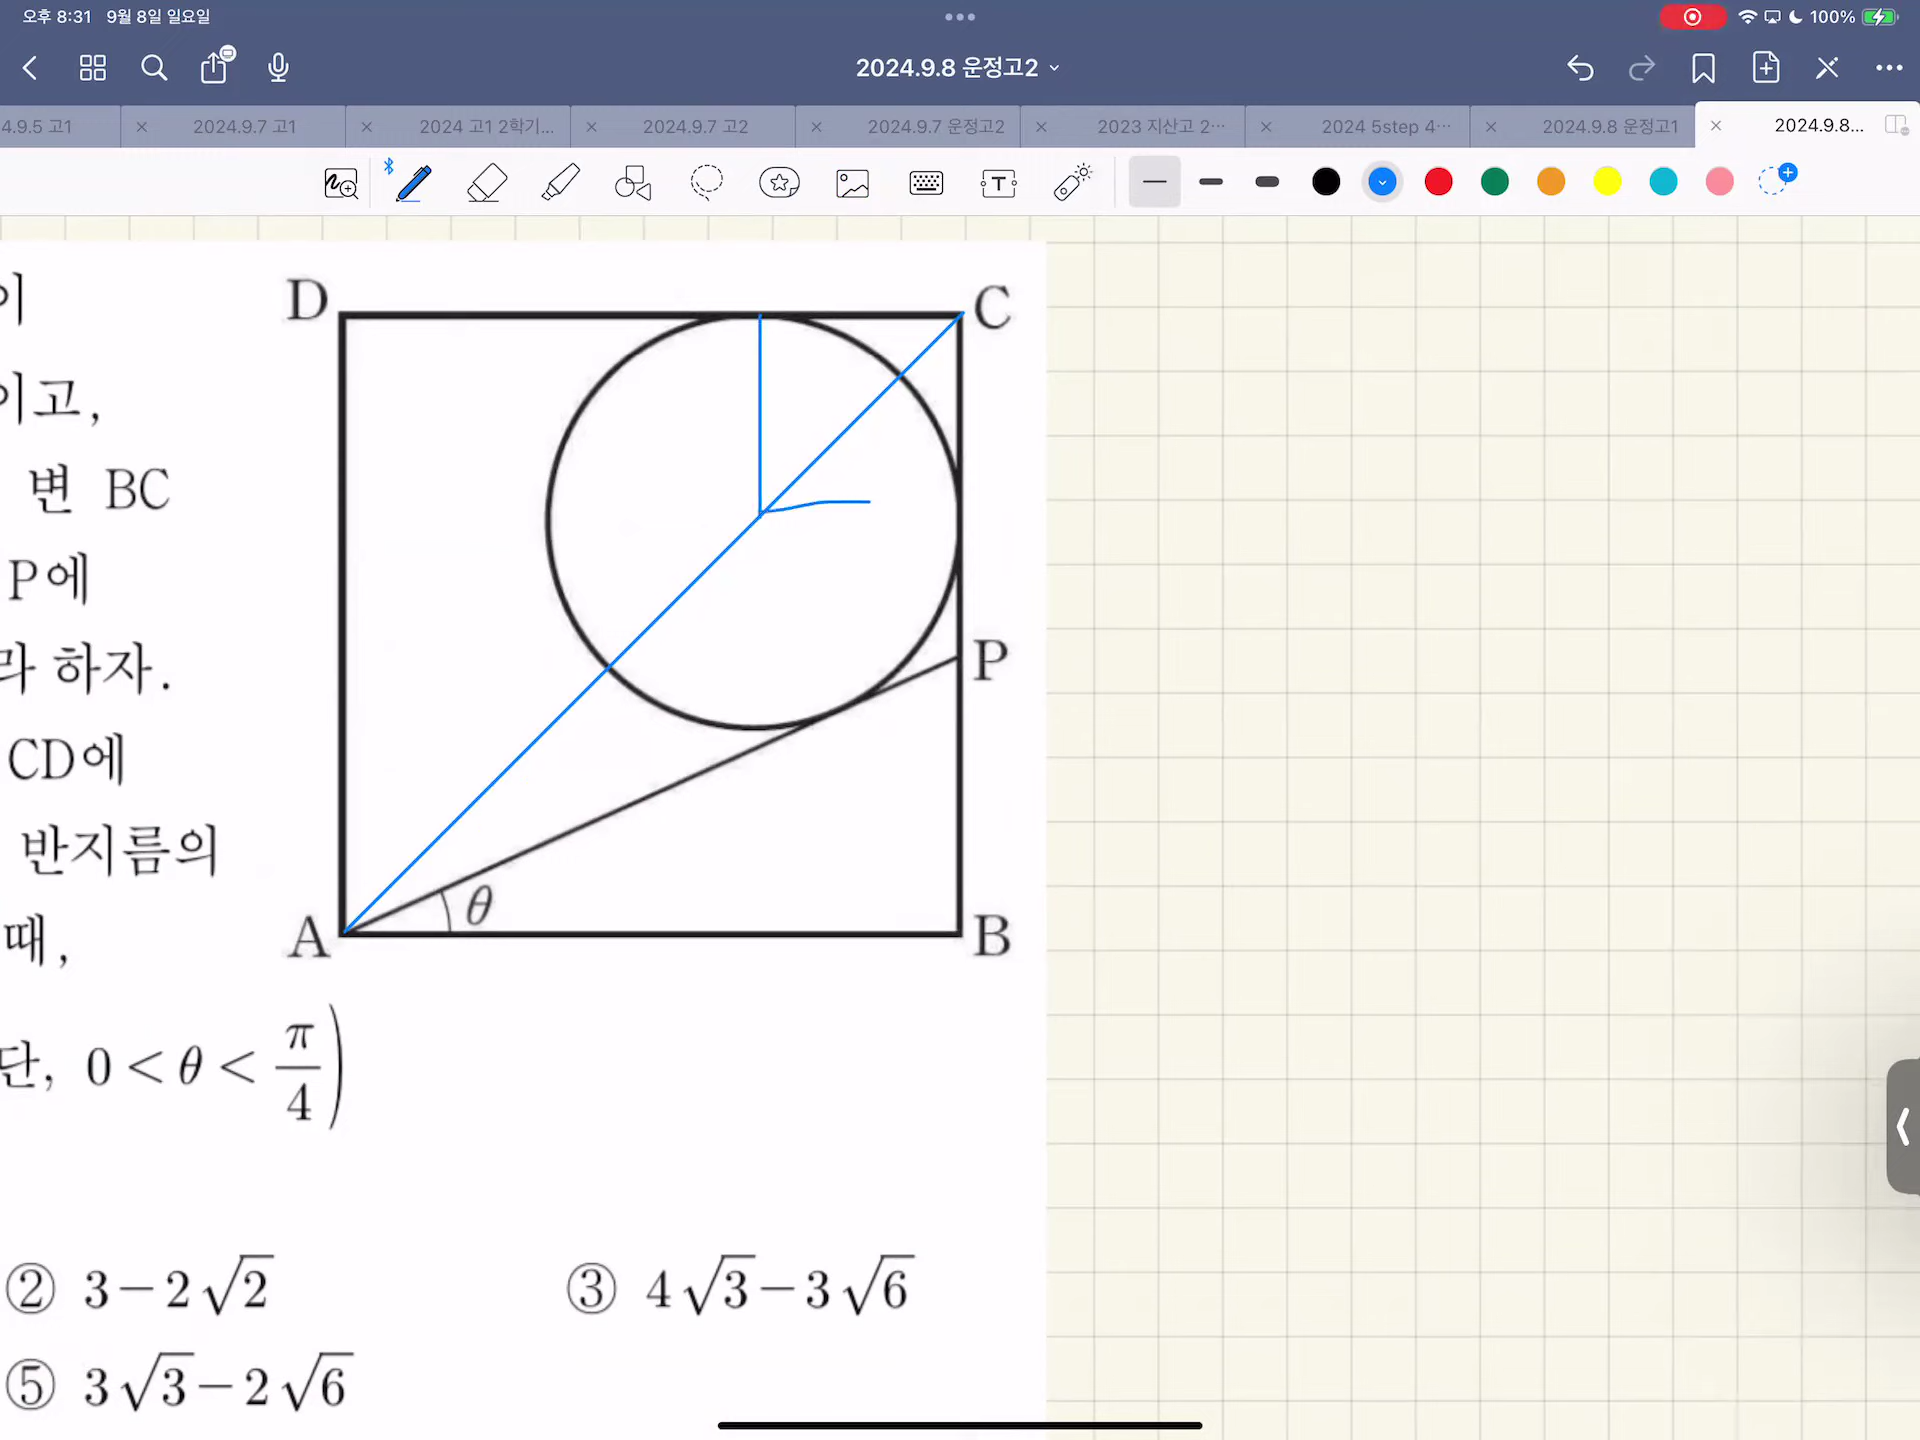 오후 8:31 9월 8일 일요일
100%
2024.9.8 운정고2
4.9.5 고1
2024.9.7 고1
2024 고1 2학기...
2024.9.7 고2
2024.9.7 운정고2
2023 지산고 2...
2024 5step 4...
2024.9.8 운정고1
2024.9.8...
이
D
C
이고,
변 BC
P에
P
라 하자.
CD에
반지름의
θ
때,
A
B
단, 0 < θ < π/4)
② 3-2√2
③ 4√3-3√6
⑤ 3√3-2√6